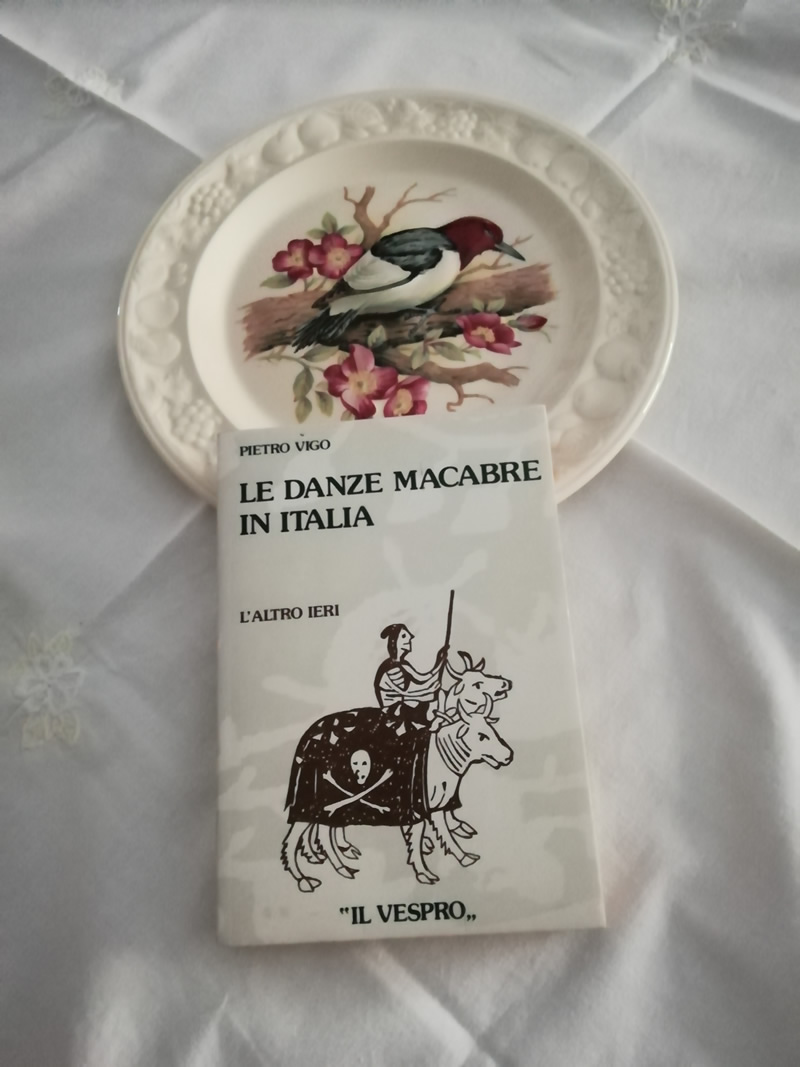 PIETRO VIGO
LE DANZE MACABRE
IN ITALIA
L'ALTRO IERI
"IL VESPRO„